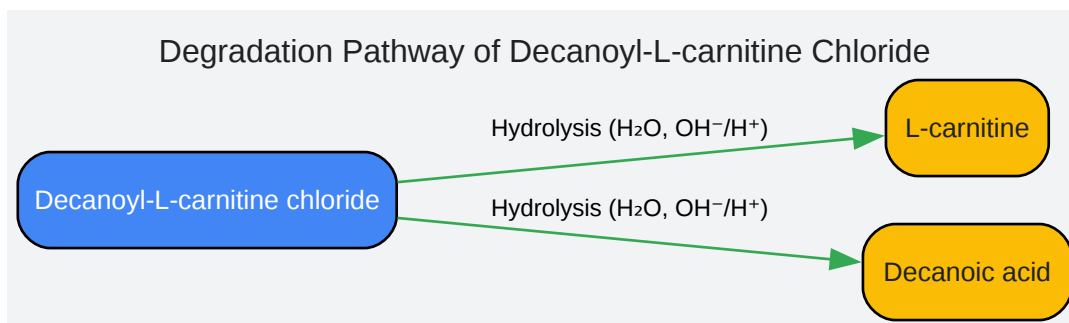 Degradation Pathway of Decanoyl-L-carnitine Chloride
Hydrolysis (H₂O, OH⁻/H⁺)
L-carnitine
Decanoyl-L-carnitine chloride
Hydrolysis (H₂O, OH⁻/H⁺)
Decanoic acid